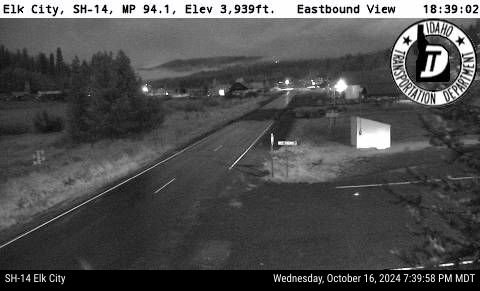 Elk City, SH-14, MP 94.1, Elev 3,939ft. Eastbound View 18:39:02
IDAHO
TRANSPORTATION DEPARTMENT
SH-14 Elk City Wednesday, October 16, 2024 7:39:58 PM MDT